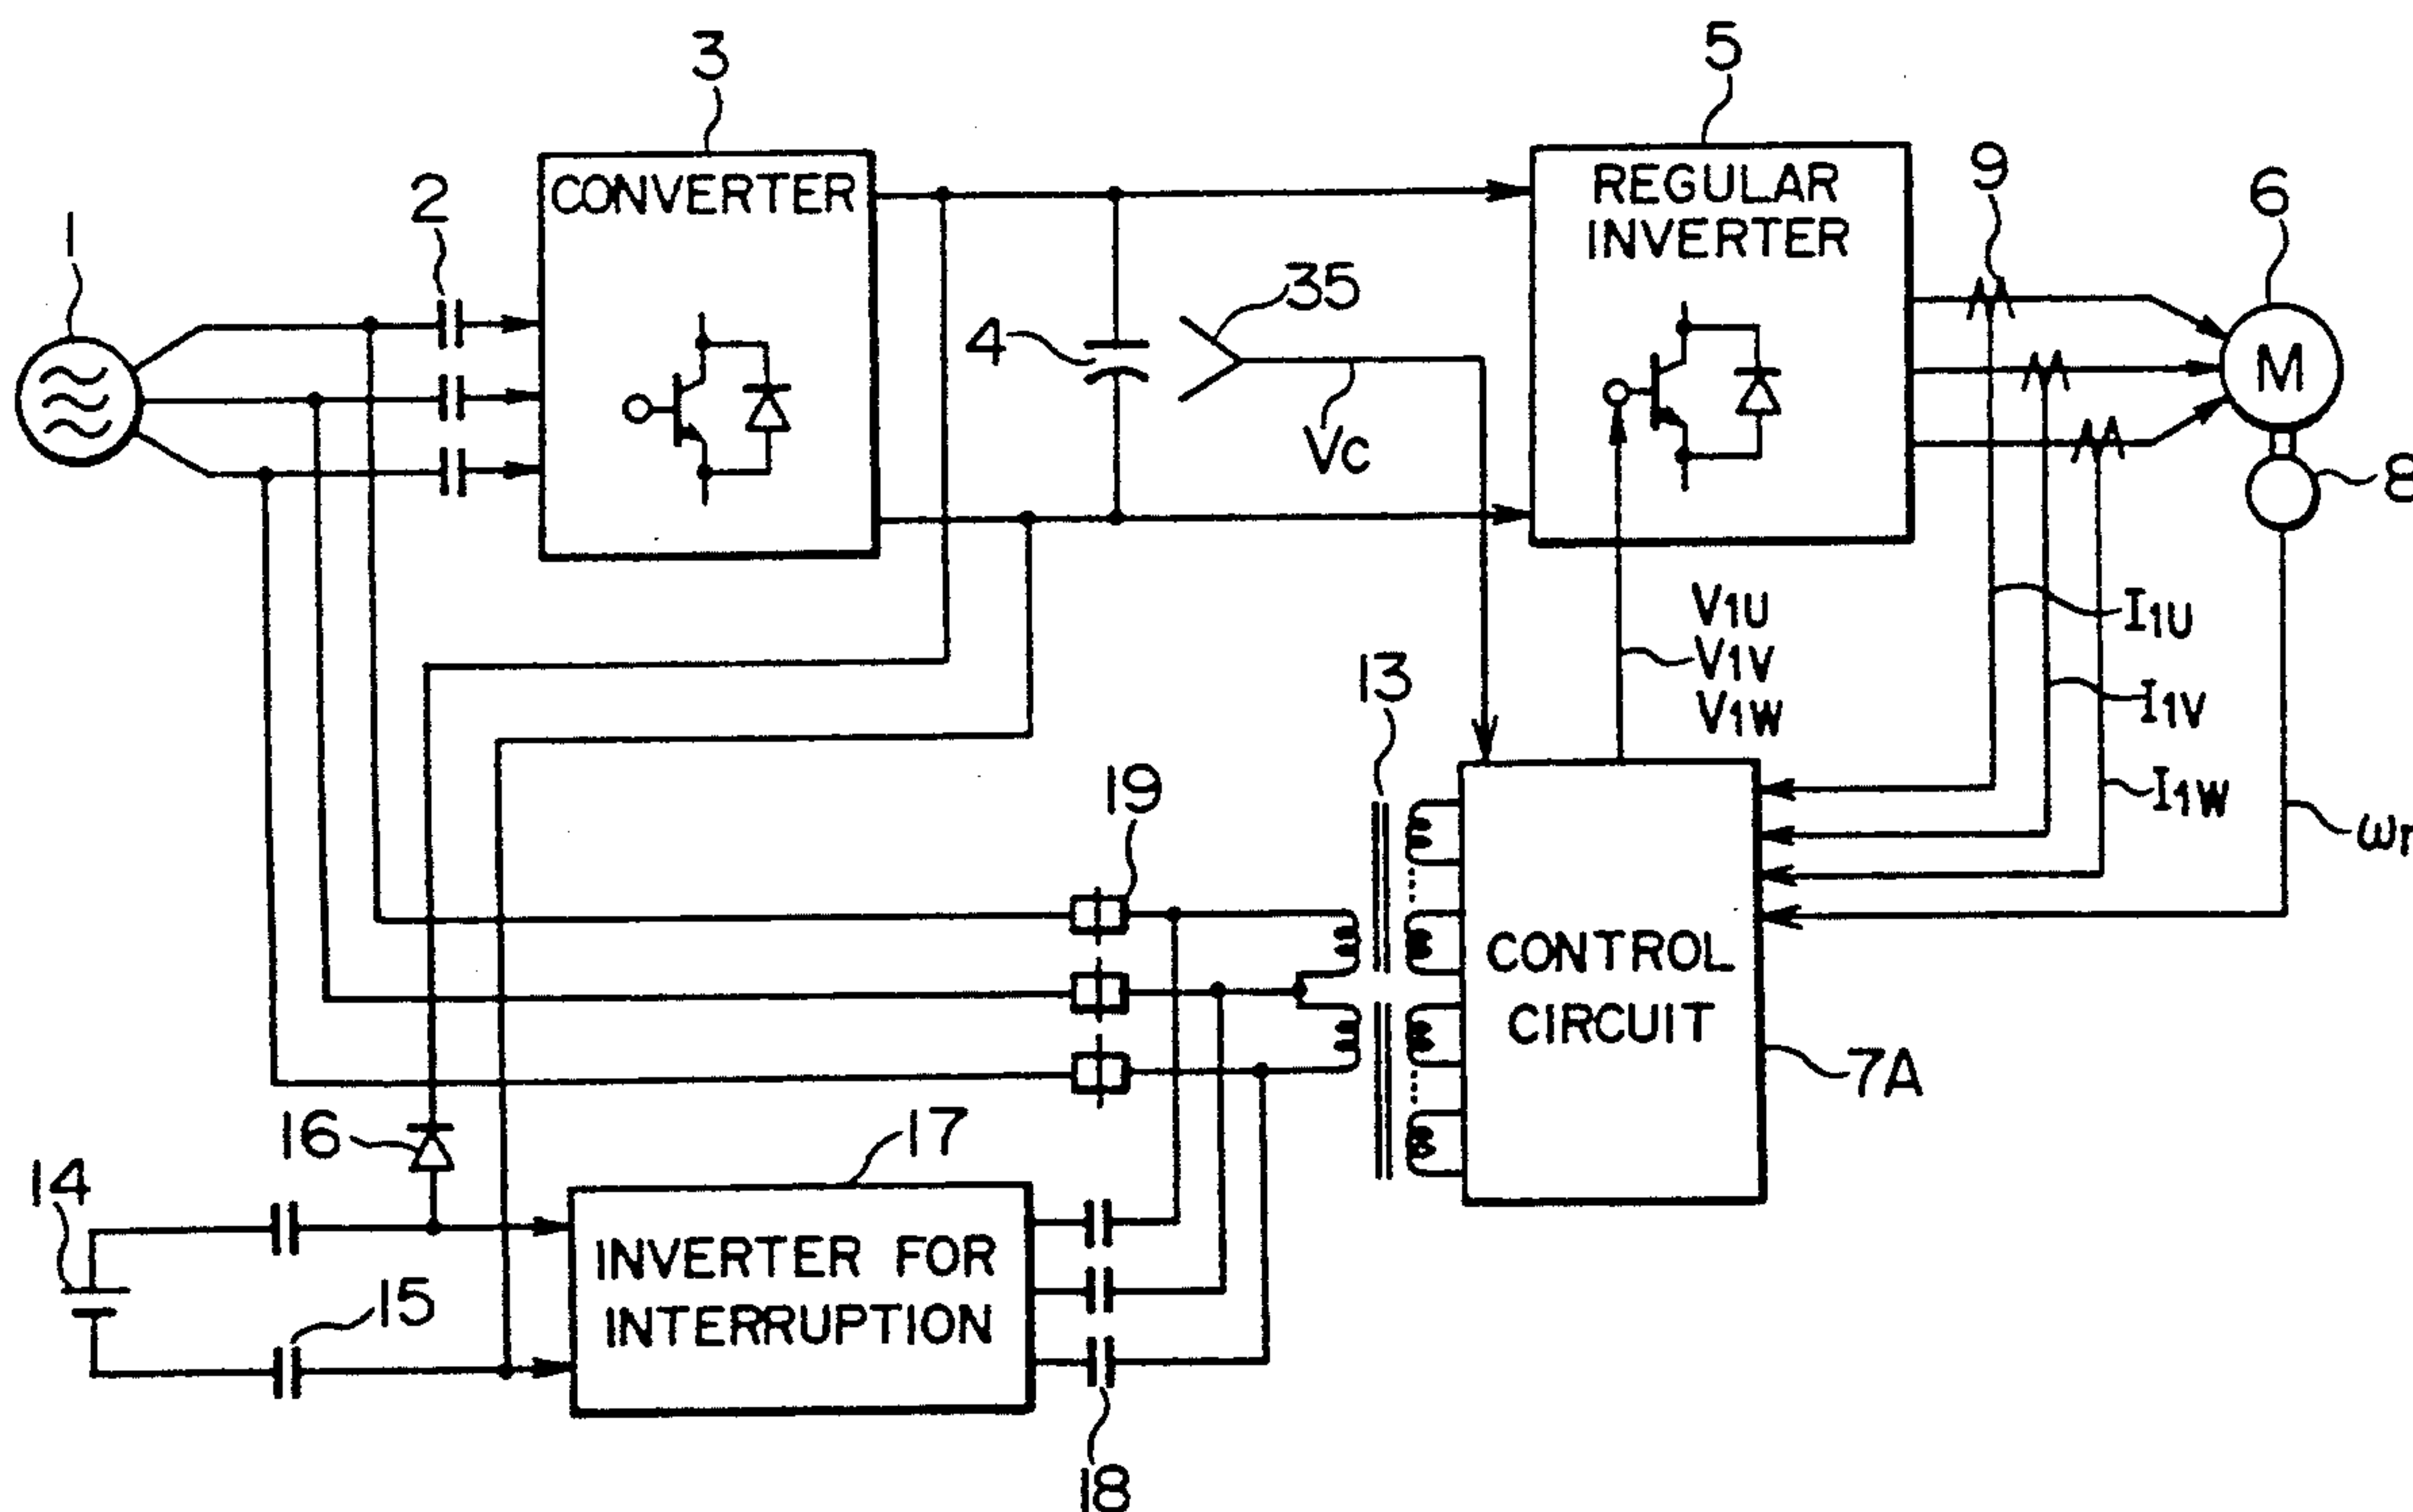 3
5
CONVERTER
REGULAR
INVERTER
9
6
2
1
35
4
M
Vc
8
V1U
V1V
V1W
I1U
I1V
I1W
13
19
ωr
CONTROL
CIRCUIT
7A
16
17
14
15
INVERTER FOR
INTERRUPTION
18